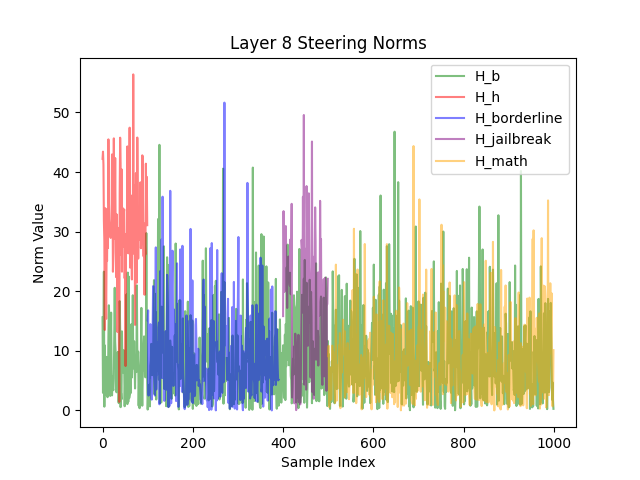 Layer 8 Steering Norms
H_b
H_h
H_borderline
H_jailbreak
H_math
Norm Value
50
40
30
20
10
0
0 200 400 600 800 1000
Sample Index